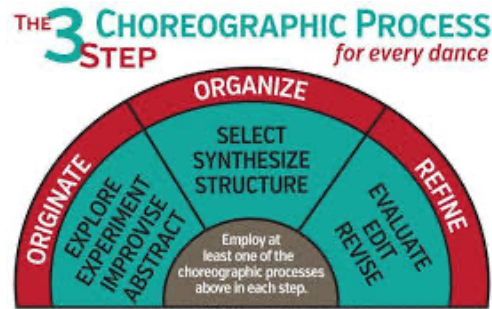 THE 3 STEP CHOREOGRAPHIC PROCESS
for every dance
ORIGINATE
EXPLORE
EXPERIMENT
IMPROVISE
ABSTRACT
ORGANIZE
SELECT
SYNTHESIZE
STRUCTURE
REFINE
EVALUATE
EDIT
REVISE
Employ at
least one of the
choreographic processes
above in each step.